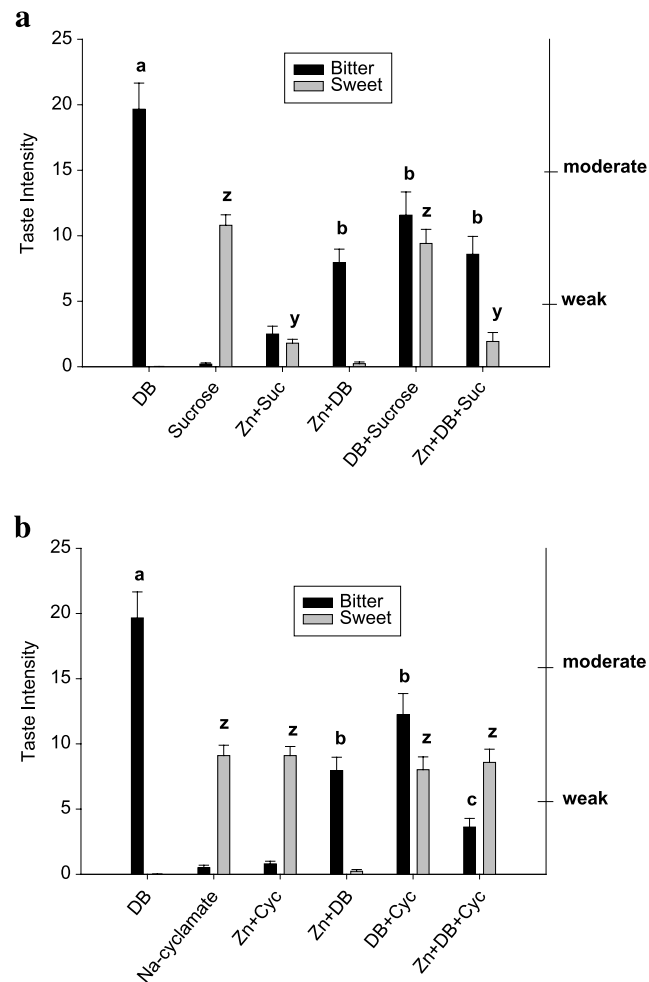 a
25
20
15
10
5
0
Taste Intensity
Bitter
Sweet
a
z
y
b
b
z
b
y
moderate
weak
DB
Sucrose
Zn+Suc
Zn+DB
DB+Sucrose
Zn+DB+Suc
b
25
20
15
10
5
0
Taste Intensity
Bitter
Sweet
a
z
z
b
b
z
c
z
moderate
weak
DB
Na-cyclamate
Zn+Cyc
Zn+DB
DB+Cyc
Zn+DB+Cyc